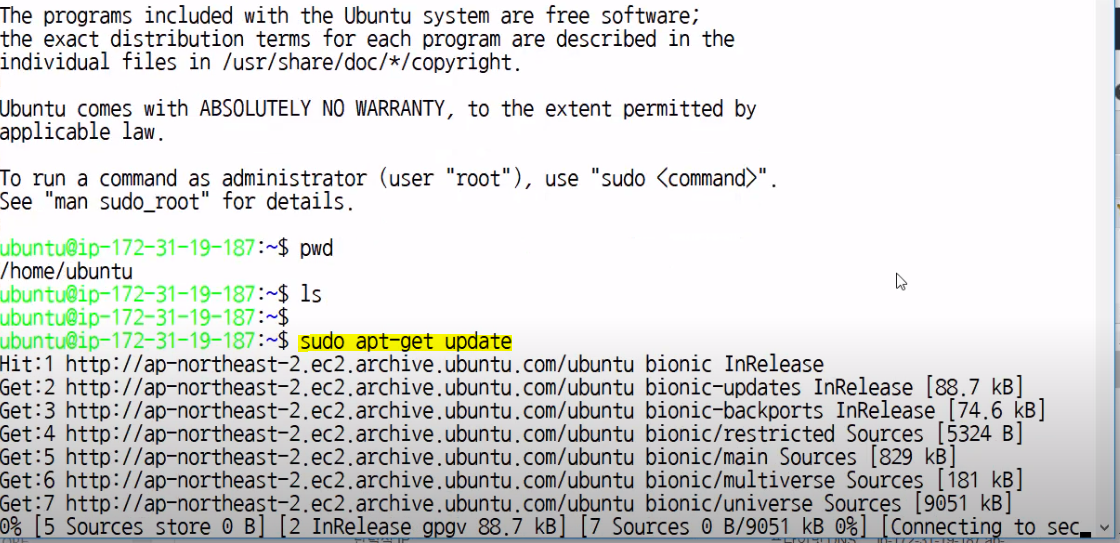 The programs included with the Ubuntu system are free software;
the exact distribution terms for each program are described in the
individual files in /usr/share/doc/*/copyright.
Ubuntu comes with ABSOLUTELY NO WARRANTY, to the extent permitted by
applicable law.
To run a command as administrator (user "root"), use "sudo <command>".
See "man sudo_root" for details.
ubuntu@ip-172-31-19-187:~$ pwd
/home/ubuntu
ubuntu@ip-172-31-19-187:~$ ls
ubuntu@ip-172-31-19-187:~$
ubuntu@ip-172-31-19-187:~$ sudo apt-get update
Hit:1 http://ap-northeast-2.ec2.archive.ubuntu.com/ubuntu bionic InRelease
Get:2 http://ap-northeast-2.ec2.archive.ubuntu.com/ubuntu bionic-updates InRelease [88.7 kB]
Get:3 http://ap-northeast-2.ec2.archive.ubuntu.com/ubuntu bionic-backports InRelease [74.6 kB]
Get:4 http://ap-northeast-2.ec2.archive.ubuntu.com/ubuntu bionic/restricted Sources [5324 B]
Get:5 http://ap-northeast-2.ec2.archive.ubuntu.com/ubuntu bionic/main Sources [829 kB]
Get:6 http://ap-northeast-2.ec2.archive.ubuntu.com/ubuntu bionic/multiverse Sources [181 kB]
Get:7 http://ap-northeast-2.ec2.archive.ubuntu.com/ubuntu bionic/universe Sources [9051 kB]
0% [5 Sources store 0 B] [2 InRelease gpgv 88.7 kB] [7 Sources 0 B/9051 kB 0%] [Connecting to sec